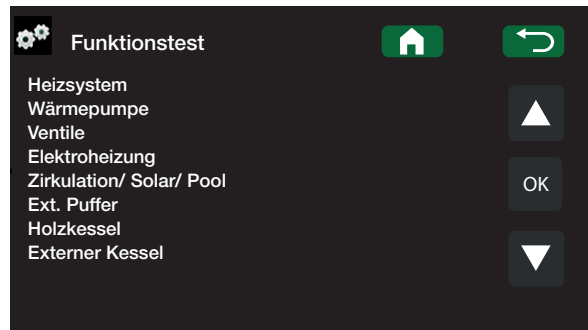 Funktionstest
Heizsystem
Wärmepumpe
Ventile
Elektroheizung
Zirkulation/ Solar/ Pool
OK
Ext. Puffer
Holzkessel
Externer Kessel